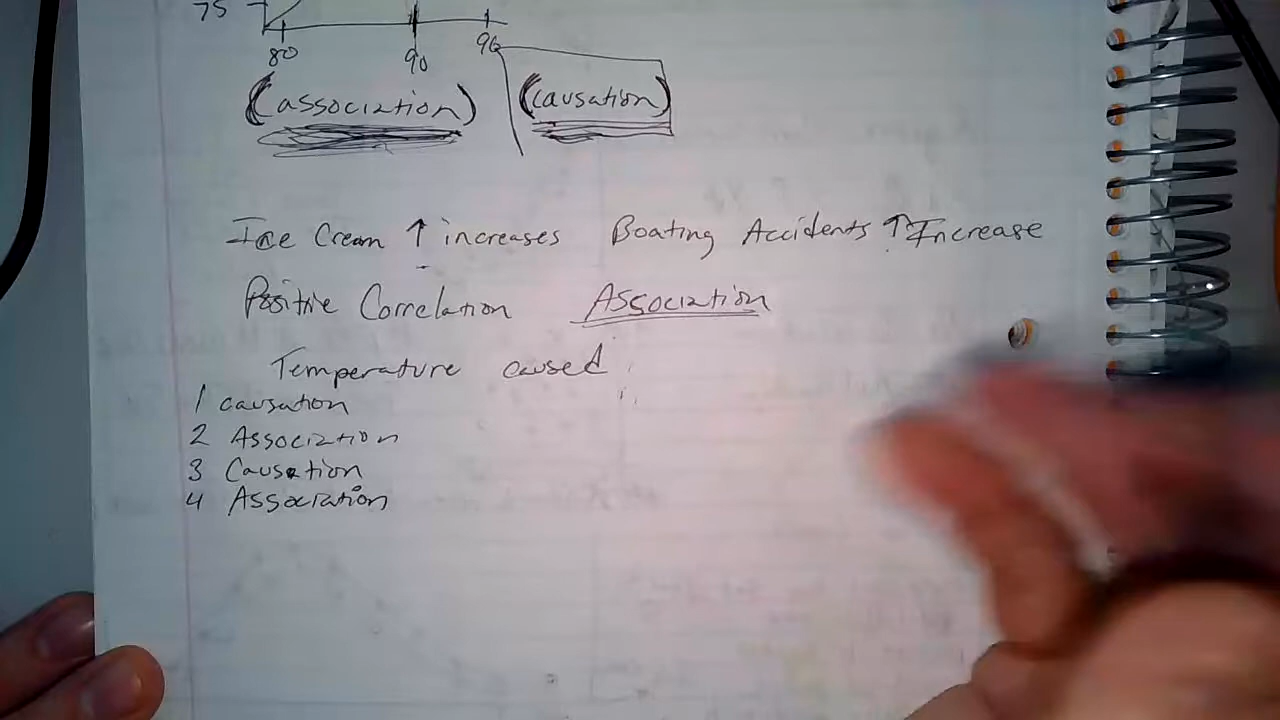 75
80 90 96
(association) (causation)
Ice Cream ↑ increases Boating Accidents ↑ Increase
Positive Correlation Association
Temperature caused
1 causation
2 Association
3 Causation
4 Association